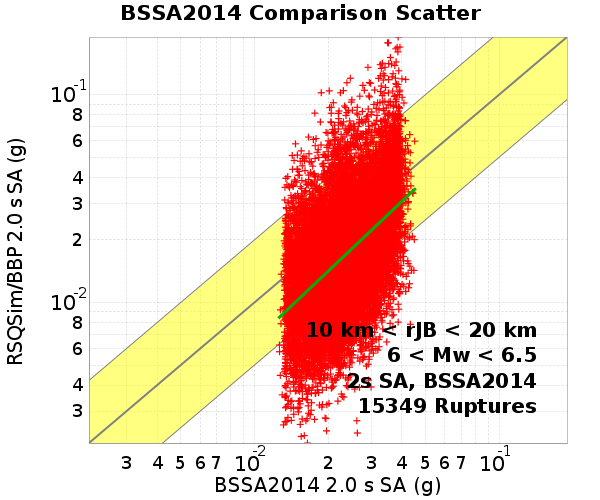 BSSA2014 Comparison Scatter
RSQSim/BBP 2.0 s SA (g)
10⁻¹
8
6
4
3
2
10⁻²
8
6
4
3
10 km < rJB < 20 km
6 < Mw < 6.5
2s SA, BSSA2014
15349 Ruptures
3 4 5 6 7 10⁻² 2 3 4 5 6 7 10⁻¹
BSSA2014 2.0 s SA (g)